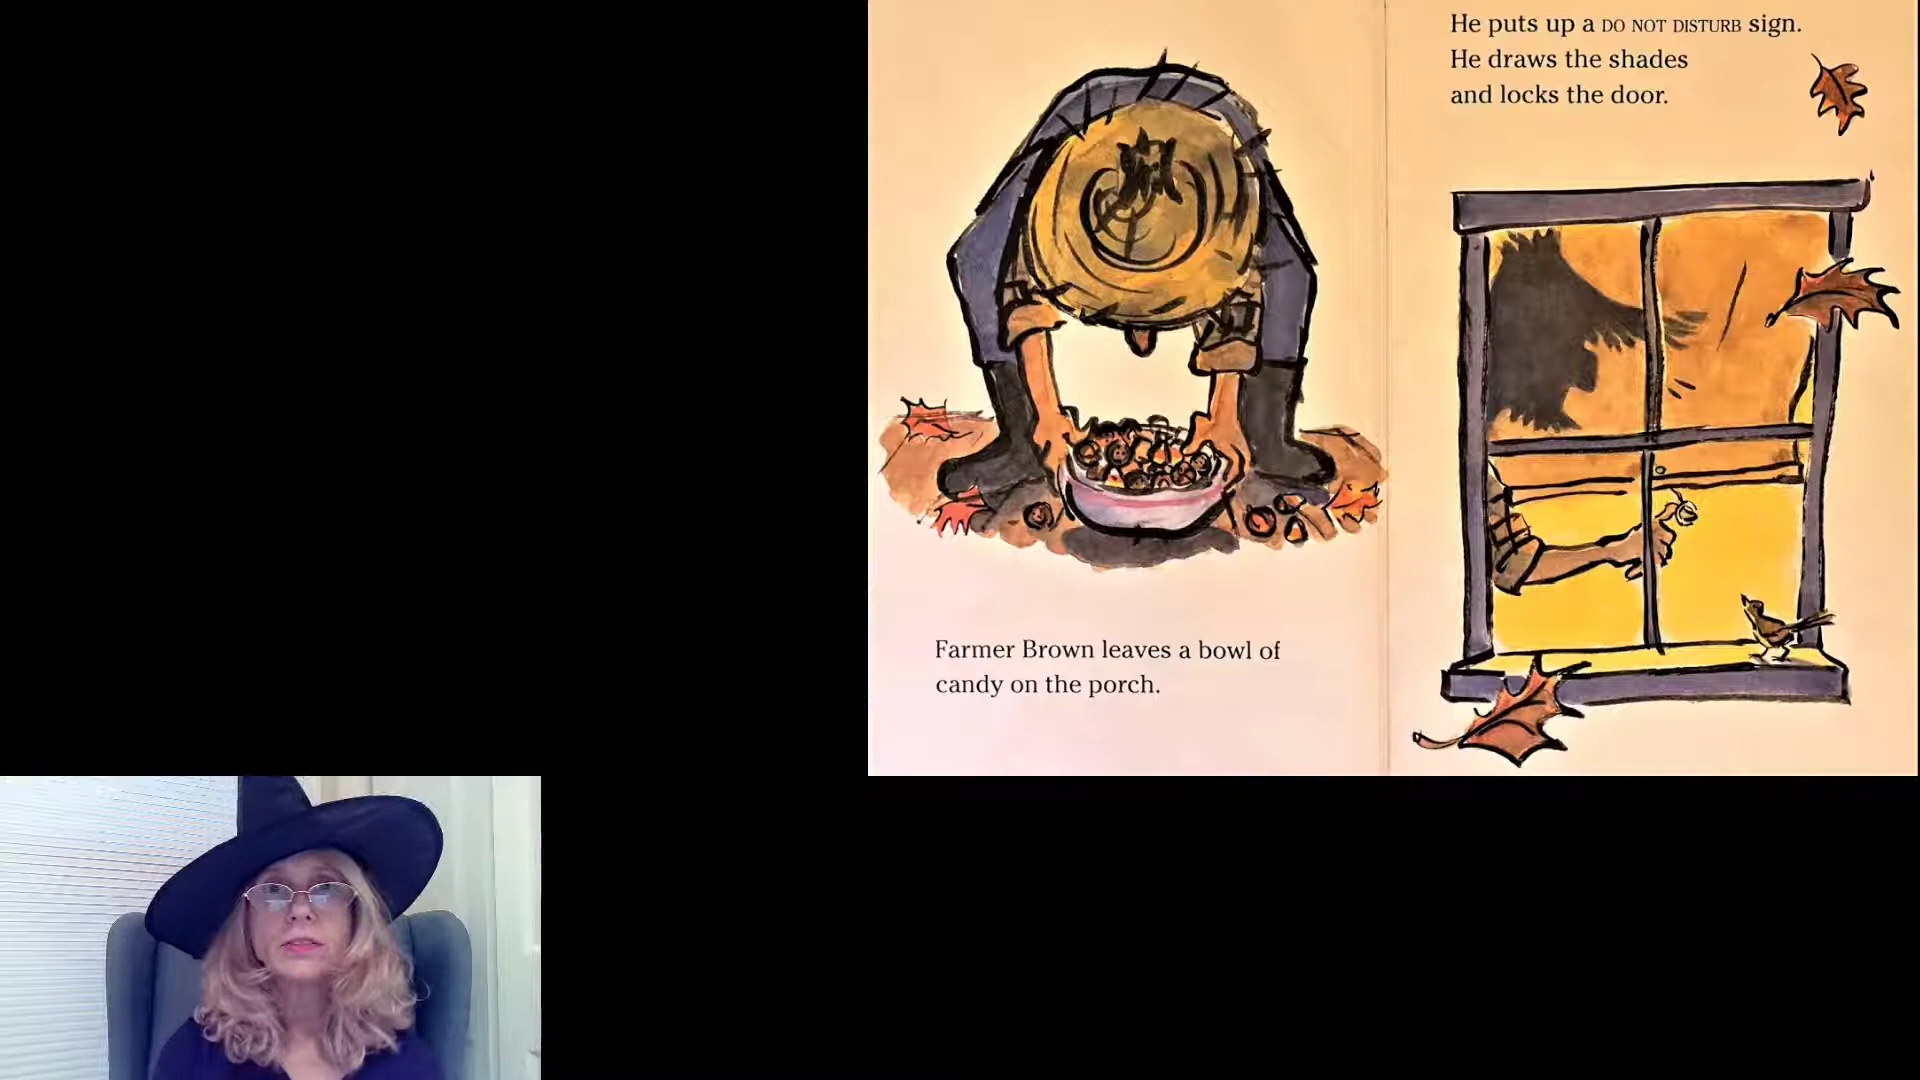 Farmer Brown leaves a bowl of
candy on the porch.
He puts up a DO NOT DISTURB sign.
He draws the shades
and locks the door.